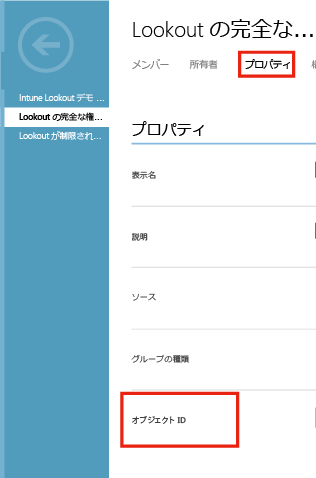 Lookout の完全な...
メンバー 所有者 プロパティ
Intune Lookout デモ ...
Lookout の完全な権...
Lookout が制限され...
プロパティ
表示名
説明
ソース
グループの種類
オブジェクト ID